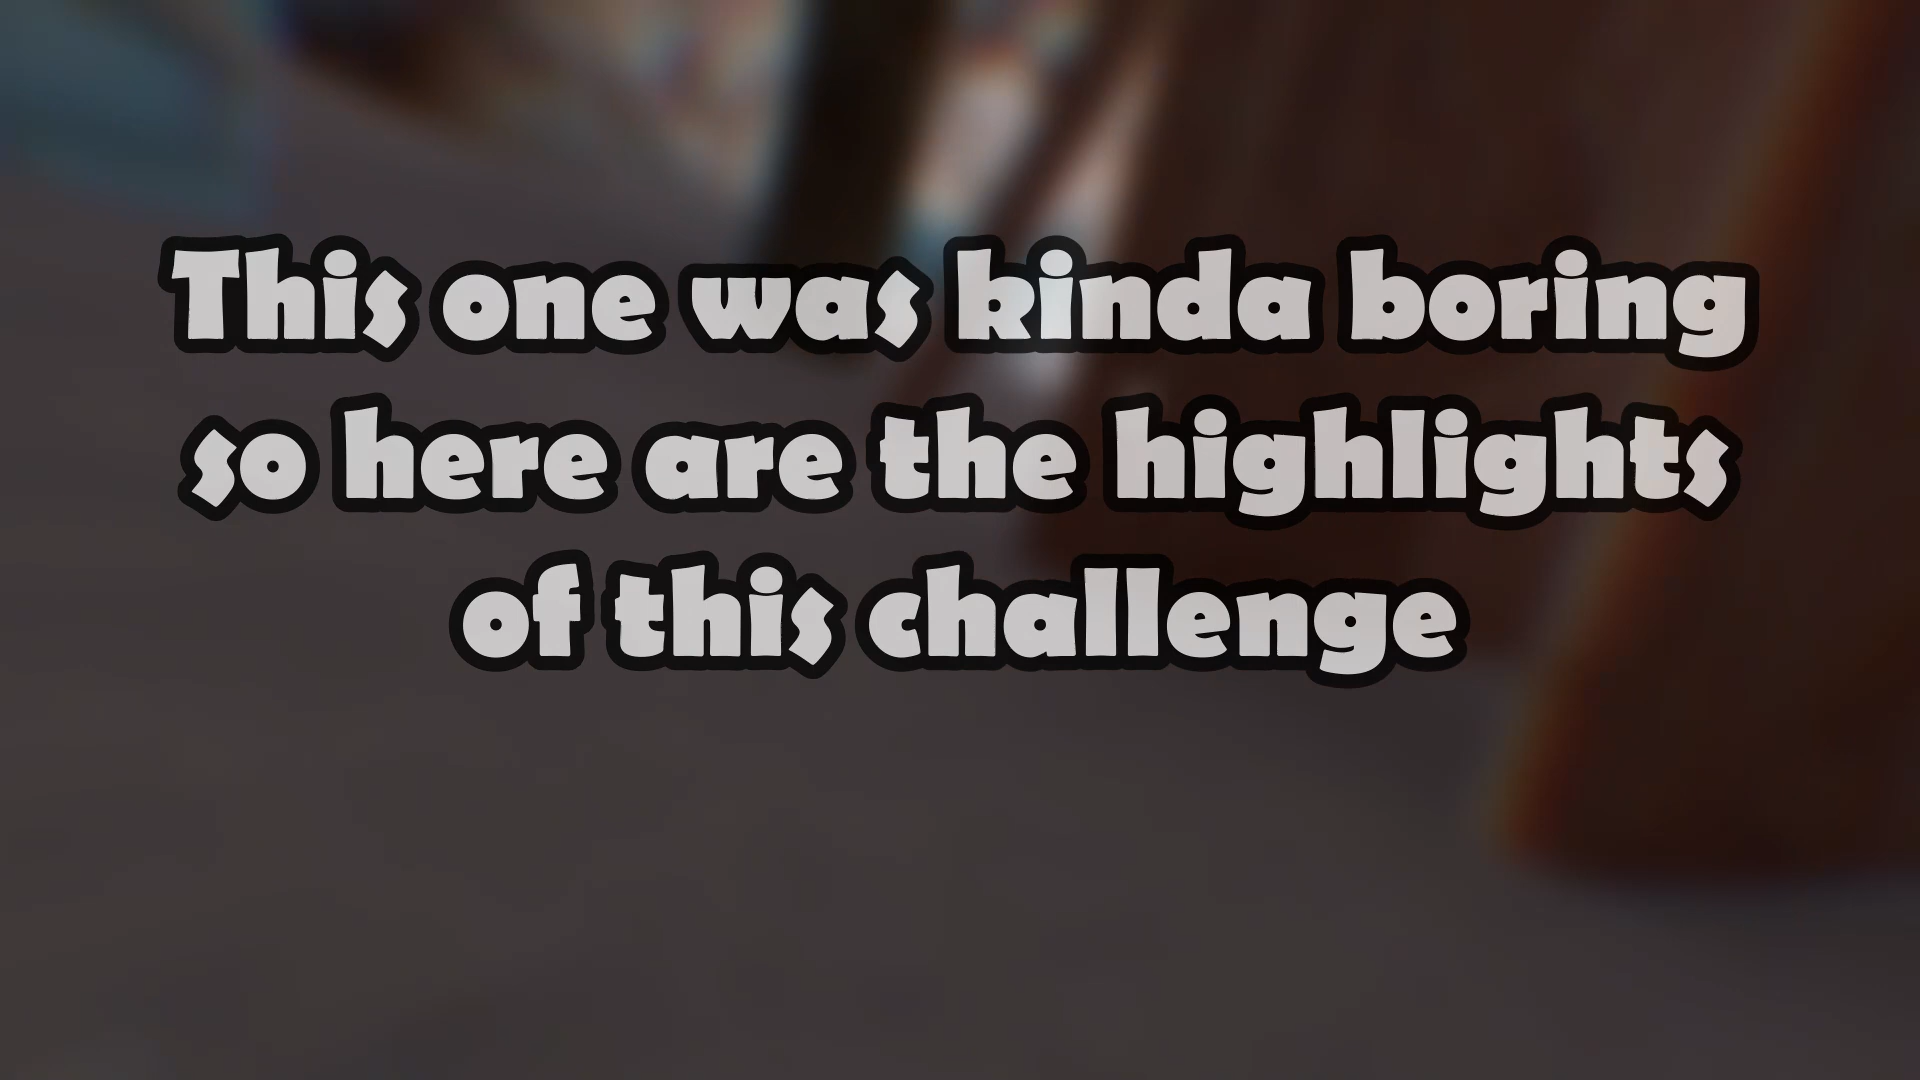 This one was kinda boring
so here are the highlights
of this challenge